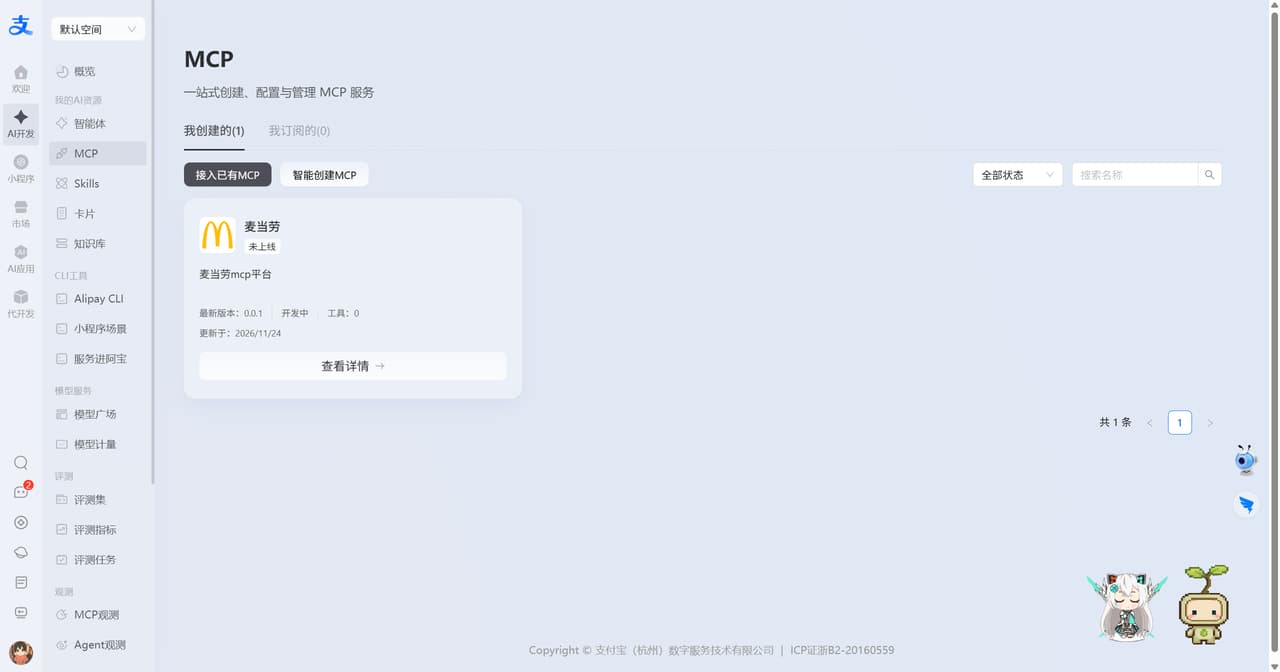 支
欢迎
AI开发
小程序
市场
AI应用
代开发
2
默认空间
概览
我的AI资源
智能体
MCP
Skills
卡片
知识库
CLI工具
Alipay CLI
小程序场景
服务进阿宝
模型服务
模型广场
模型计量
评测
评测集
评测指标
评测任务
观测
MCP观测
Agent观测
MCP
一站式创建、配置与管理 MCP 服务
我创建的(1) 我订阅的(0)
接入已有MCP 智能创建MCP 全部状态 搜索名称
麦当劳
未上线
麦当劳mcp平台
最新版本：0.0.1 开发中 工具：0
更新于：2026/11/24
查看详情 →
共 1 条 < 1 >
Copyright © 支付宝（杭州）数字服务技术有限公司 | ICP证浙B2-20160559